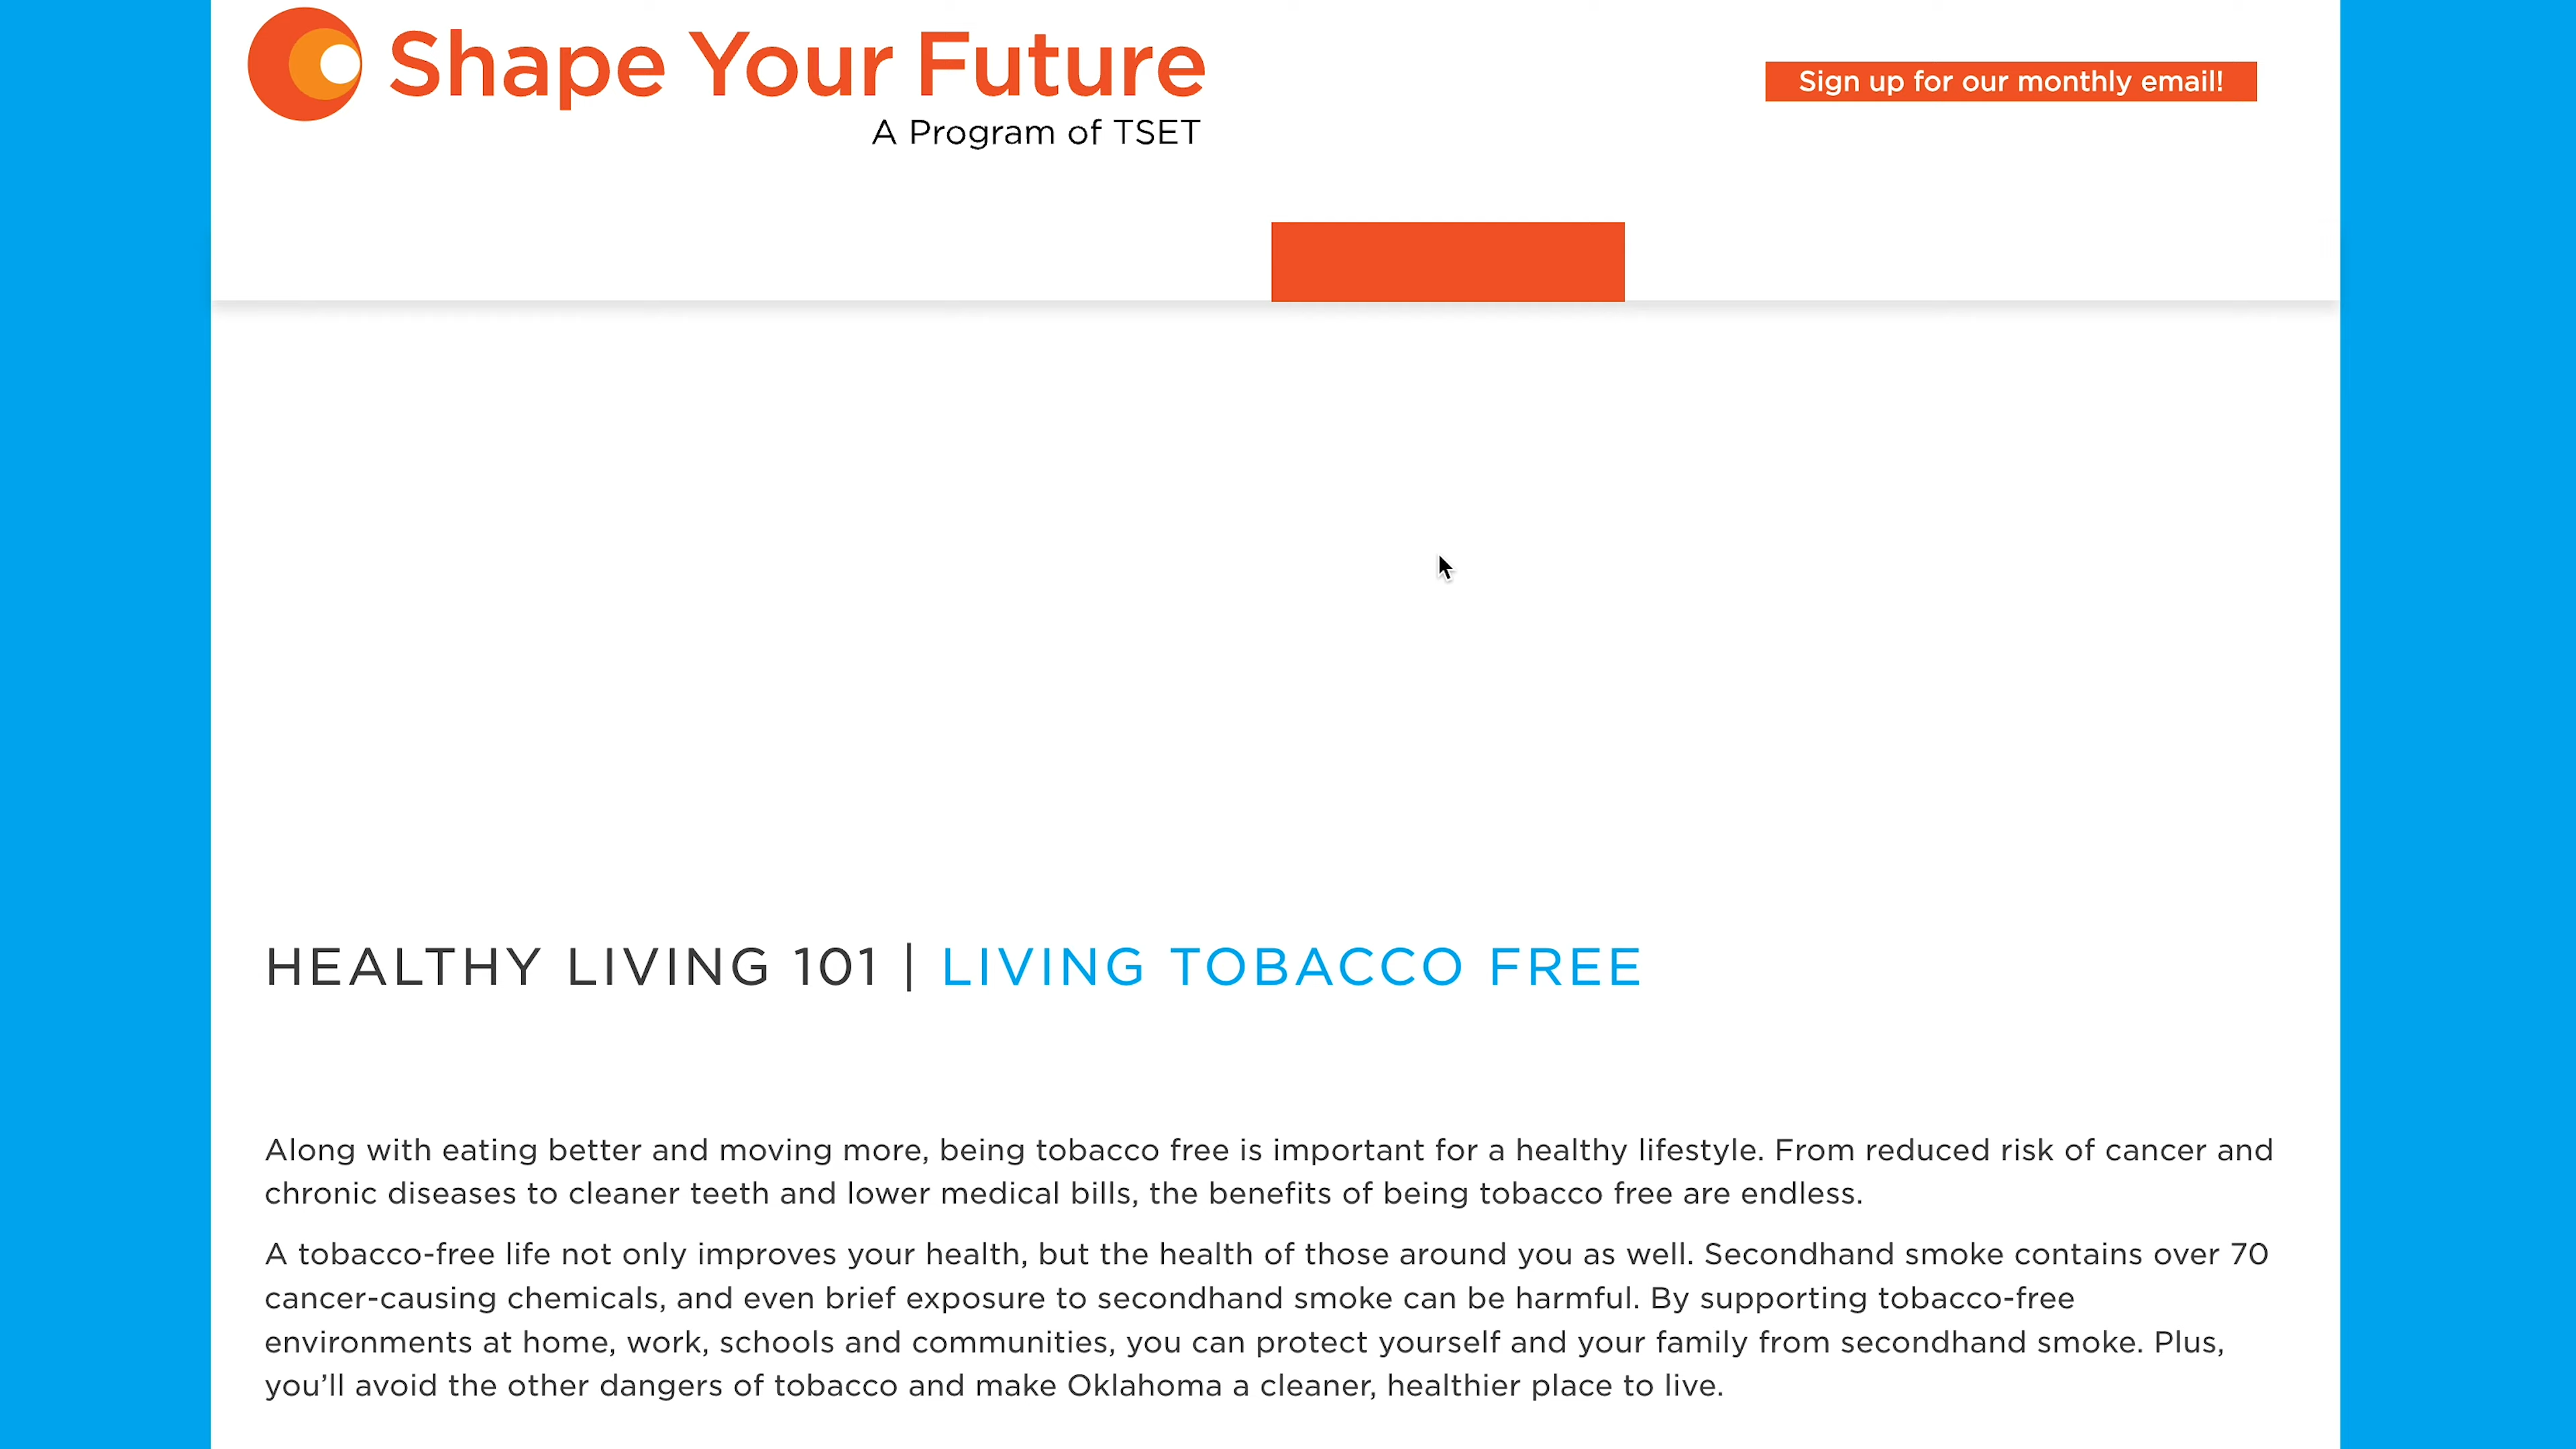 Shape Your Future
A Program of TSET
Sign up for our monthly email!
HEALTHY LIVING 101 | LIVING TOBACCO FREE
Along with eating better and moving more, being tobacco free is important for a healthy lifestyle. From reduced risk of cancer and
chronic diseases to cleaner teeth and lower medical bills, the benefits of being tobacco free are endless.
A tobacco-free life not only improves your health, but the health of those around you as well. Secondhand smoke contains over 70
cancer-causing chemicals, and even brief exposure to secondhand smoke can be harmful. By supporting tobacco-free
environments at home, work, schools and communities, you can protect yourself and your family from secondhand smoke. Plus,
you’ll avoid the other dangers of tobacco and make Oklahoma a cleaner, healthier place to live.